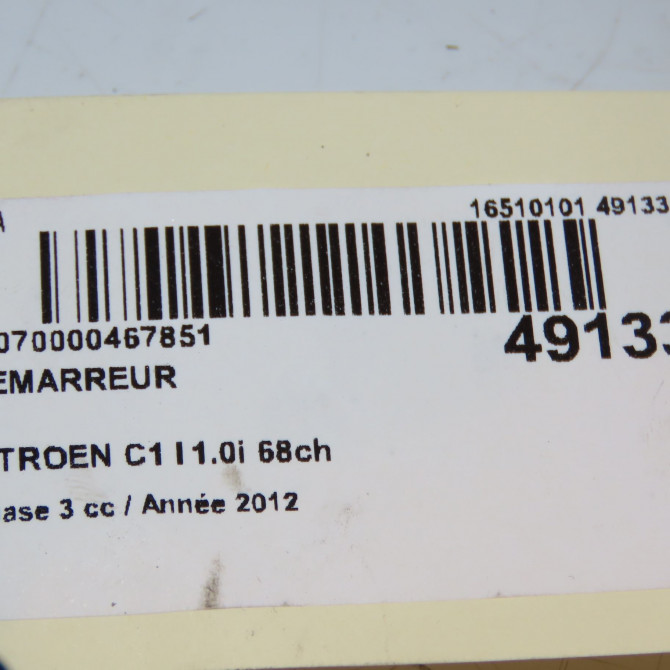 16510101 49133
070000467851
49133
EMARREUR
TROEN C1 I 1.0i 68ch
ase 3 cc / Année 2012